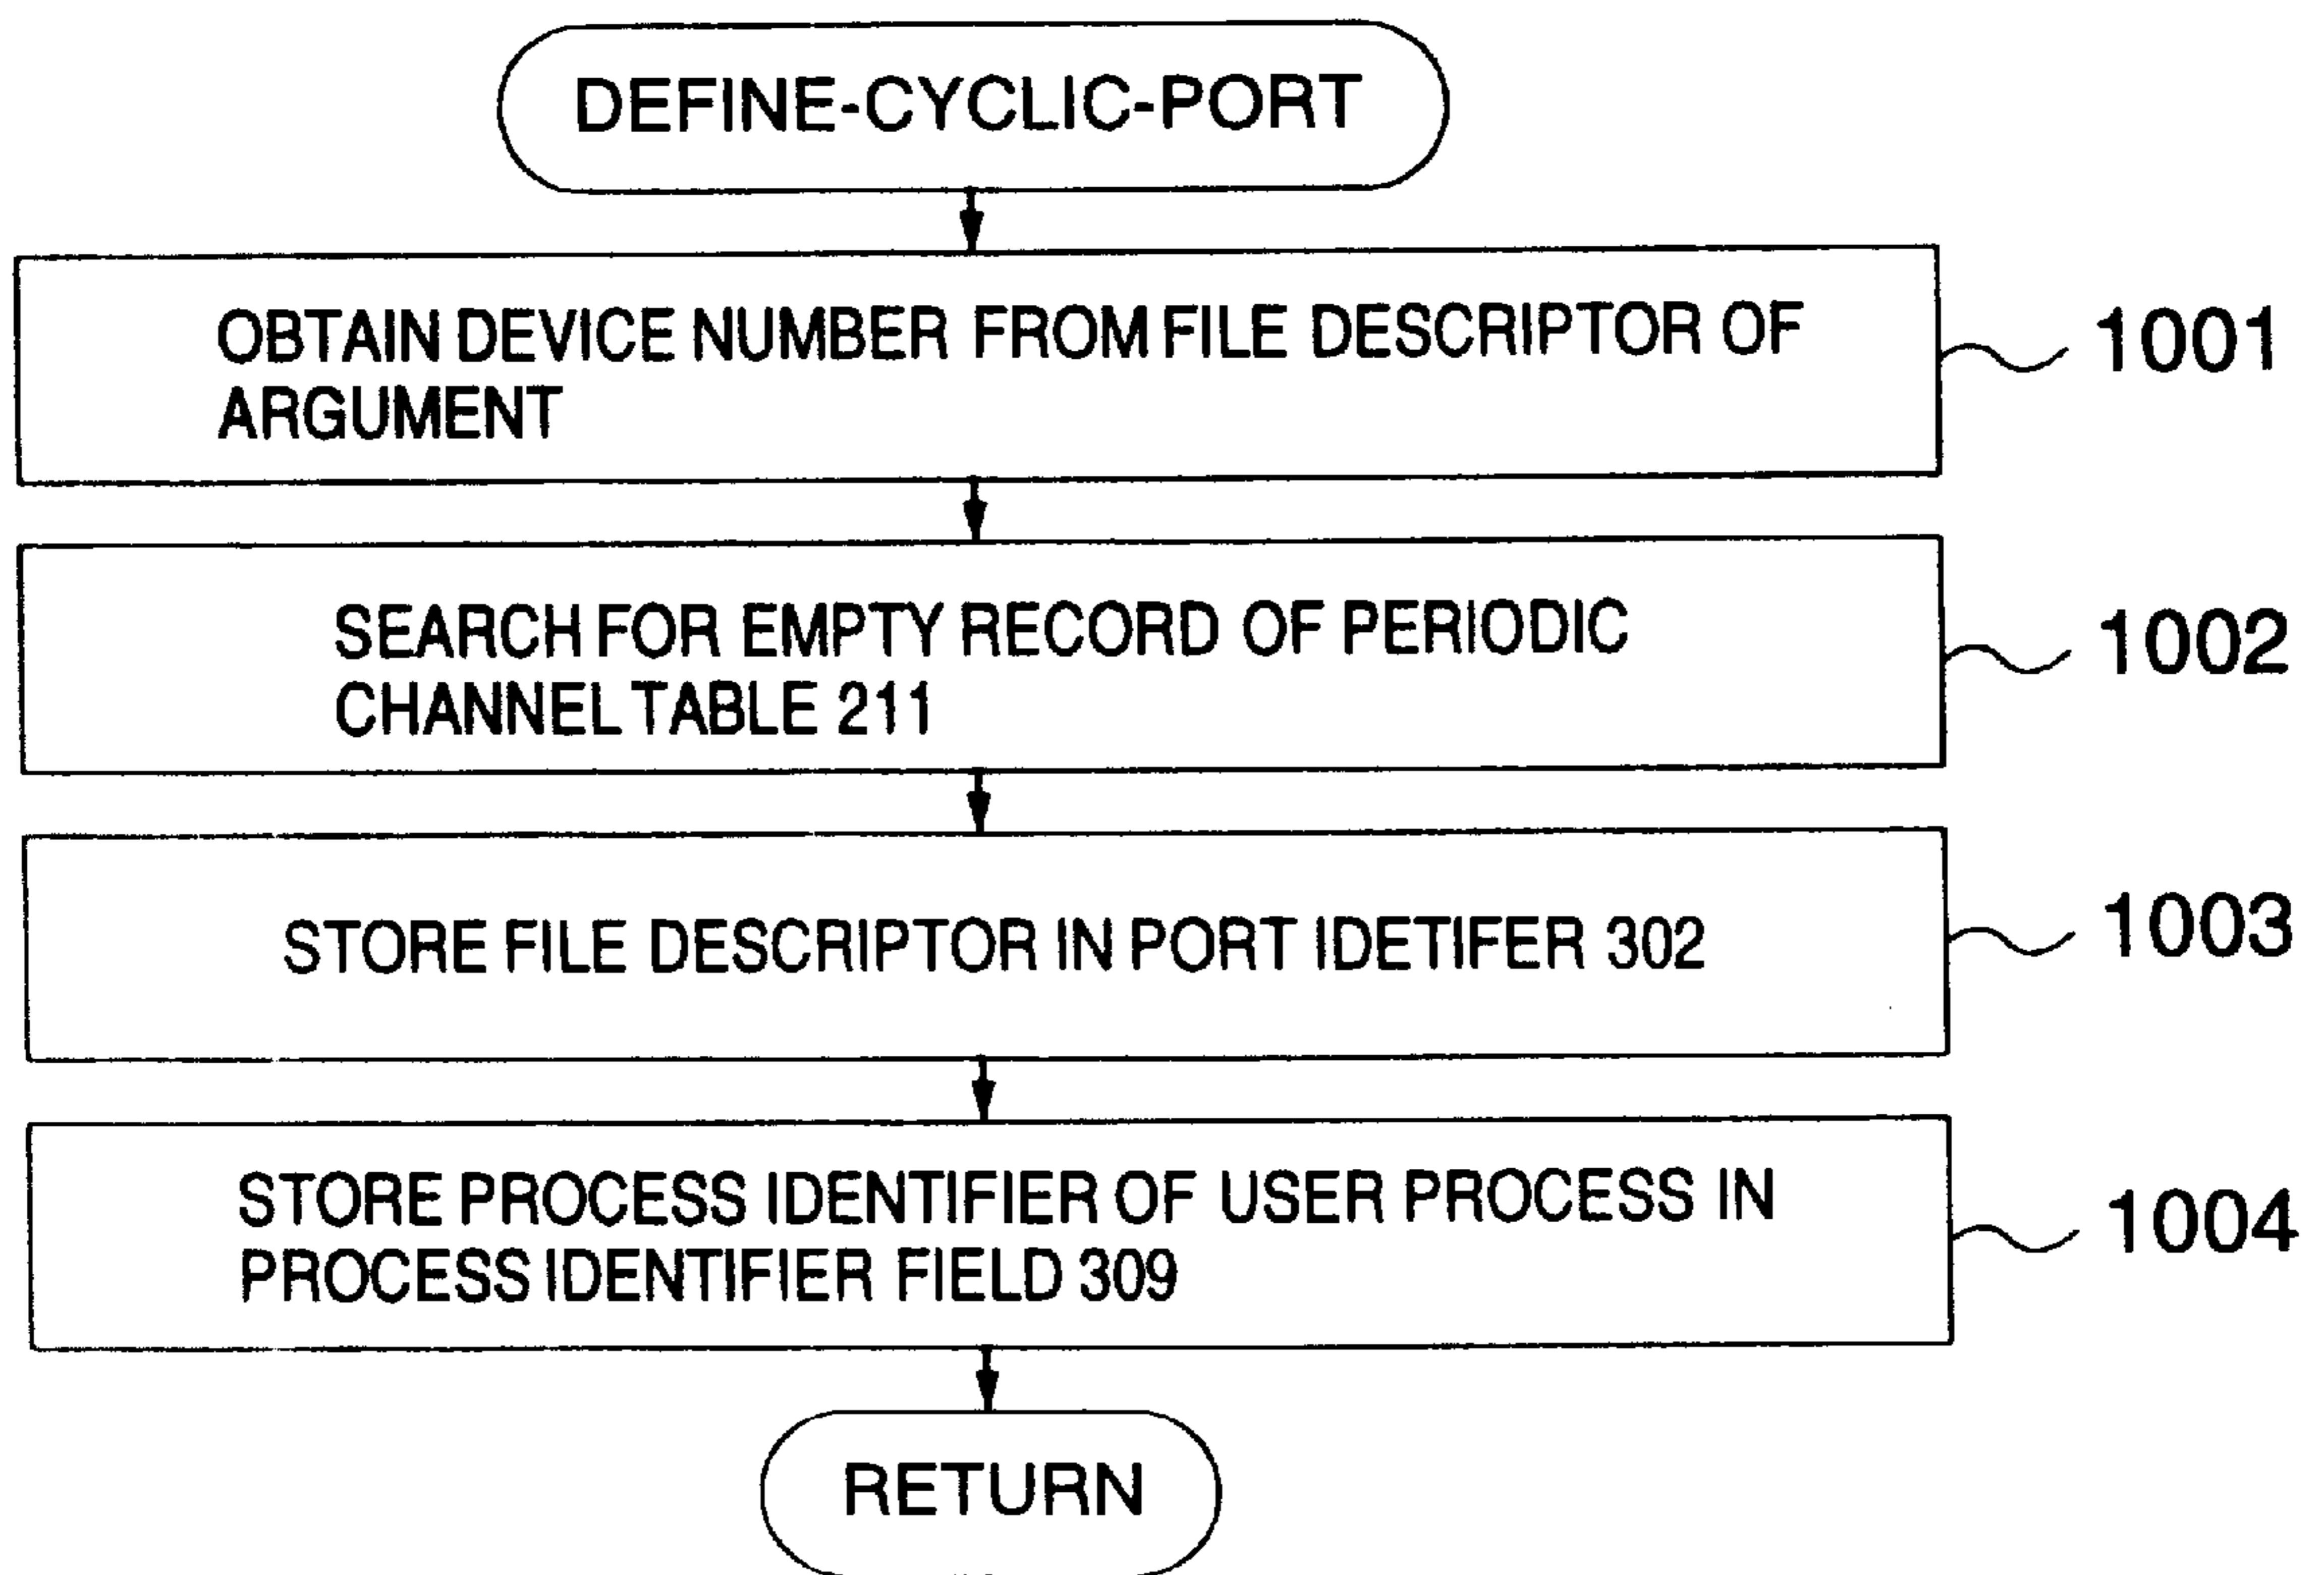 DEFINE-CYCLIC-PORT
OBTAIN DEVICE NUMBER FROM FILE DESCRIPTOR OF
ARGUMENT
1001
SEARCH FOR EMPTY RECORD OF PERIODIC
CHANNEL TABLE 211
1002
STORE FILE DESCRIPTOR IN PORT IDETIFER 302
1003
STORE PROCESS IDENTIFIER OF USER PROCESS IN
PROCESS IDENTIFIER FIELD 309
1004
RETURN